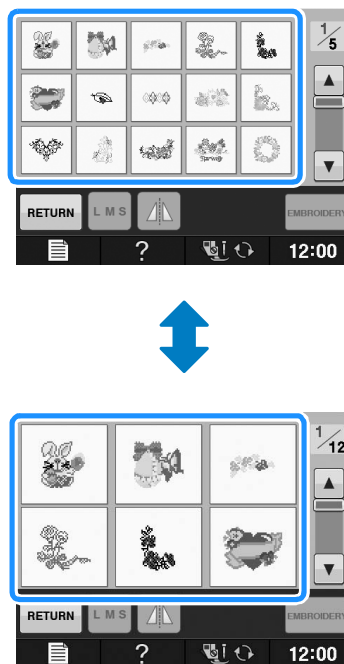 1/5
Spring
RETURN
L M S
EMBROIDERY
?
12:00
1/12
RETURN
L M S
EMBROIDERY
?
12:00